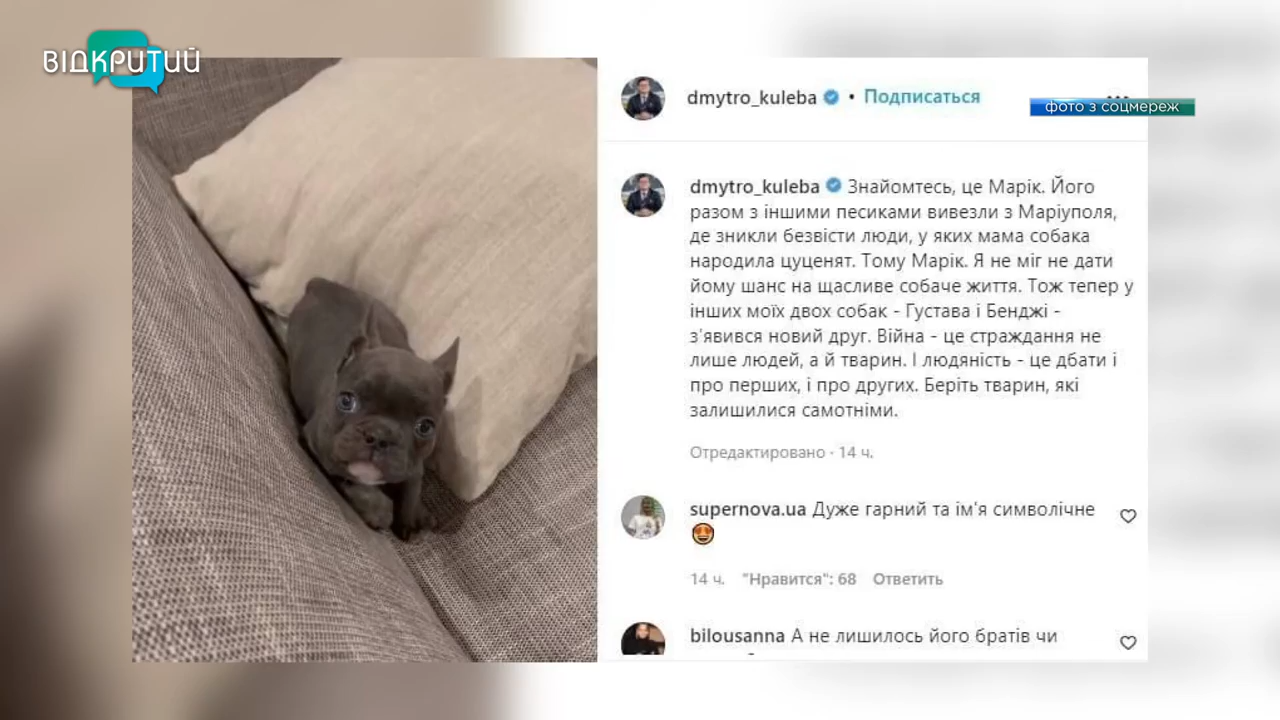 ВІДКРИТИЙ
dmytro_kuleba • Подписаться
фото з соцмереж
dmytro_kuleba Знайомтесь, це Марік. Його
разом з іншими песиками вивезли з Маріуполя,
де зникли безвісти люди, у яких мама собака
народила цуценят. Тому Марік. Я не міг не дати
йому шанс на щасливе собаче життя. Тож тепер у
інших моїх двох собак - Густава і Бенджі -
з'явився новий друг. Війна - це страждання не
лише людей, а й тварин. І людяність - це дбати і
про перших, і про других. Беріть тварин, які
залишилися самотніми.
Отредактировано · 14 ч.
supernova.ua Дуже гарний та ім'я символічне
14 ч. "Нравится": 68 Ответить
bilousanna А не лишилось його братів чи